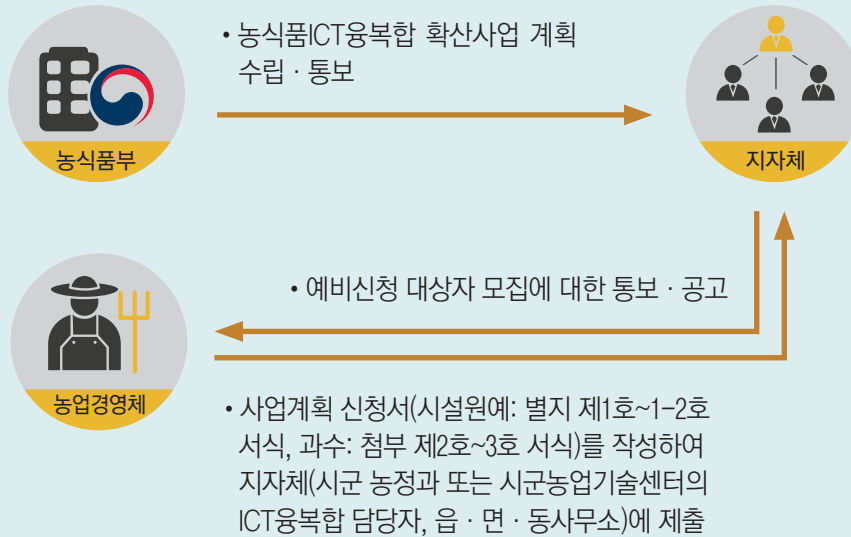 • 농식품ICT융복합 확산사업 계획
수립 · 통보
농식품부
지자체
• 예비신청 대상자 모집에 대한 통보 · 공고
농업경영체
• 사업계획 신청서(시설원예: 별지 제1호~1-2호
서식, 과수: 첨부 제2호~3호 서식)를 작성하여
지자체(시군 농정과 또는 시군농업기술센터의
ICT융복합 담당자, 읍 · 면 · 동사무소)에 제출